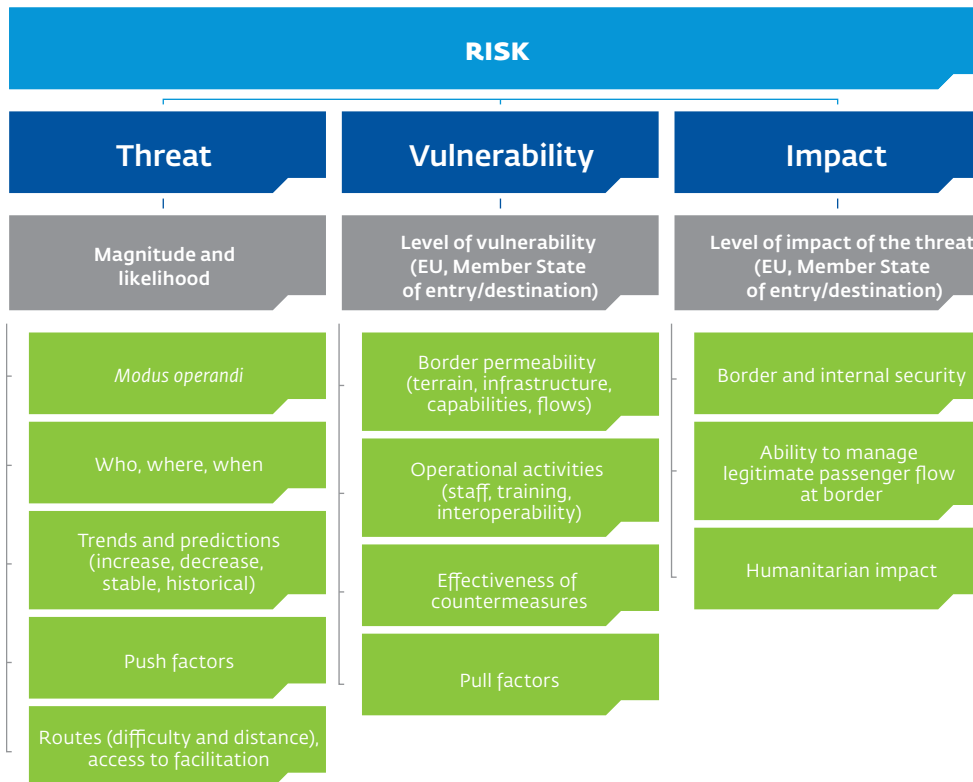 RISK
Threat
Vulnerability
Impact
Magnitude and
likelihood
Level of vulnerability
(EU, Member State
of entry/destination)
Level of impact of the threat
(EU, Member State
of entry/destination)
Modus operandi
Who, where, when
Trends and predictions
(increase, decrease,
stable, historical)
Push factors
Routes (difficulty and distance),
access to facilitation
Border permeability
(terrain, infrastructure,
capabilities, flows)
Operational activities
(staff, training,
interoperability)
Effectiveness of
countermeasures
Pull factors
Border and internal security
Ability to manage
legitimate passenger flow
at border
Humanitarian impact